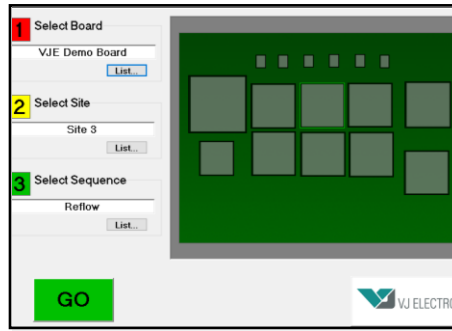 1 Select Board
VJE Demo Board
List...
2 Select Site
Site 3
List...
3 Select Sequence
Reflow
List...
GO
VJ ELECTRO